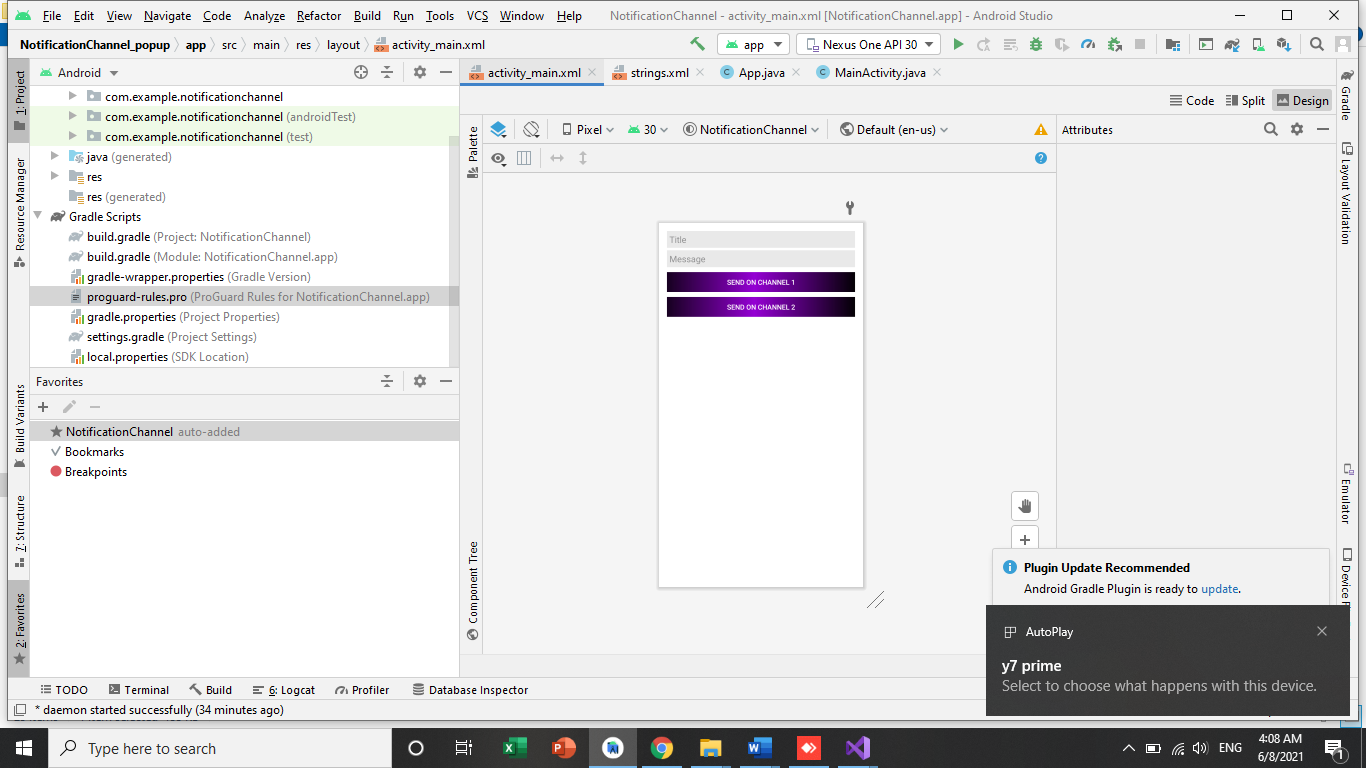 File Edit View Navigate Code Analyze Refactor Build Run Tools VCS Window Help NotificationChannel - activity_main.xml [NotificationChannel.app] - Android Studio
NotificationChannel_popup app src main res layout activity_main.xml app Nexus One API 30
Android
activity_main.xml strings.xml App.java MainActivity.java
com.example.notificationchannel
com.example.notificationchannel (androidTest)
com.example.notificationchannel (test)
java (generated)
res
res (generated)
Gradle Scripts
build.gradle (Project: NotificationChannel)
build.gradle (Module: NotificationChannel.app)
gradle-wrapper.properties (Gradle Version)
proguard-rules.pro (ProGuard Rules for NotificationChannel.app)
gradle.properties (Project Properties)
settings.gradle (Project Settings)
local.properties (SDK Location)
Favorites
NotificationChannel auto-added
Bookmarks
Breakpoints
1: Project
Resource Manager
Build Variants
7: Structure
2: Favorites
Code Split Design
Palette
Pixel 30 NotificationChannel Default (en-us)
Attributes
Title
Message
SEND ON CHANNEL 1
SEND ON CHANNEL 2
Component Tree
Gradle
Layout Validation
Emulator
Plugin Update Recommended
Android Gradle Plugin is ready to update.
AutoPlay
y7 prime
Select to choose what happens with this device.
TODO Terminal Build 6: Logcat Profiler Database Inspector
* daemon started successfully (34 minutes ago)
Type here to search
ENG
4:08 AM
6/8/2021
1